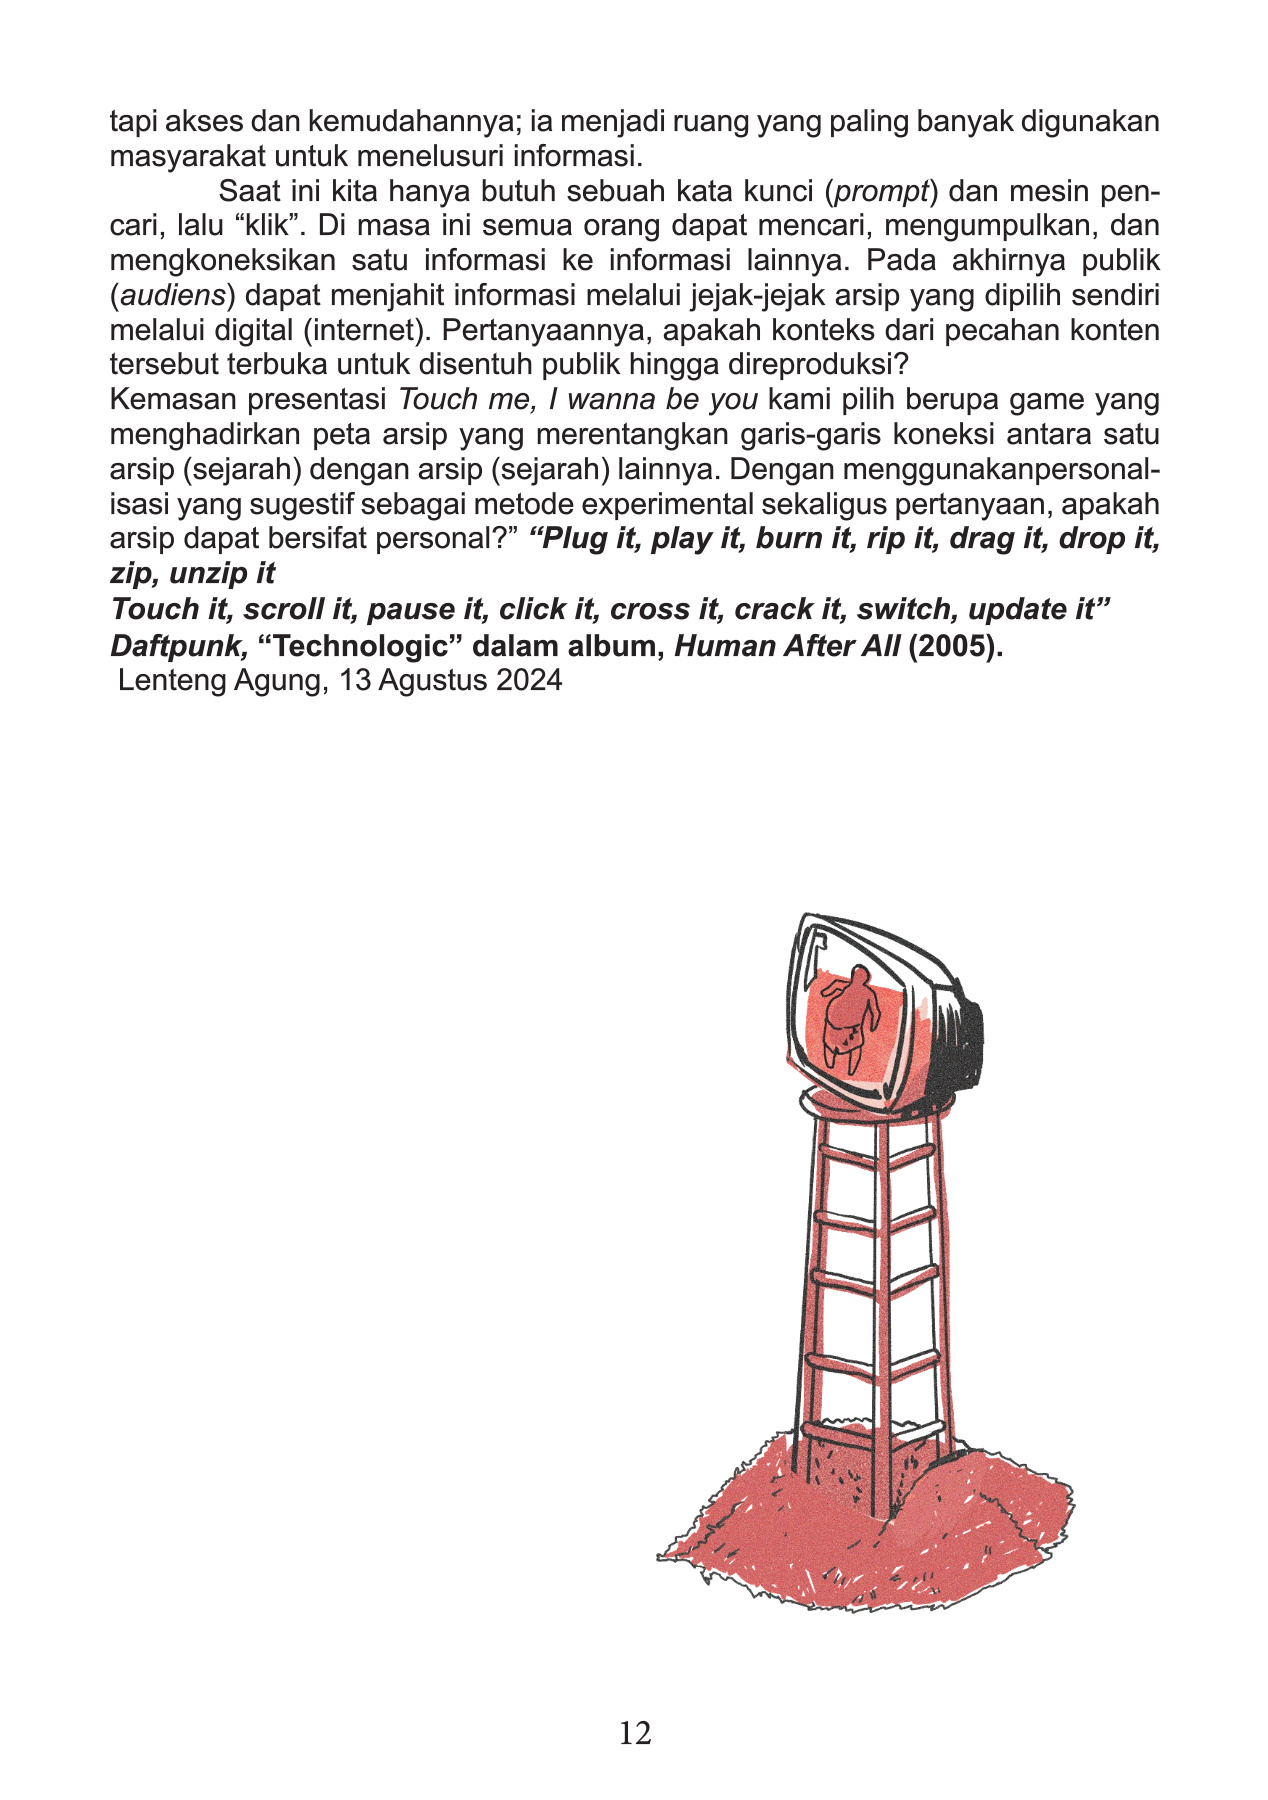 tapi akses dan kemudahannya; ia menjadi ruang yang paling banyak digunakan
masyarakat untuk menelusuri informasi.
Saat ini kita hanya butuh sebuah kata kunci (prompt) dan mesin pen-
cari, lalu “klik”. Di masa ini semua orang dapat mencari, mengumpulkan, dan
mengkoneksikan satu informasi ke informasi lainnya. Pada akhirnya publik
(audiens) dapat menjahit informasi melalui jejak-jejak arsip yang dipilih sendiri
melalui digital (internet). Pertanyaannya, apakah konteks dari pecahan konten
tersebut terbuka untuk disentuh publik hingga direproduksi?
Kemasan presentasi Touch me, I wanna be you kami pilih berupa game yang
menghadirkan peta arsip yang merentangkan garis-garis koneksi antara satu
arsip (sejarah) dengan arsip (sejarah) lainnya. Dengan menggunakanpersonal-
isasi yang sugestif sebagai metode experimental sekaligus pertanyaan, apakah
arsip dapat bersifat personal?” “Plug it, play it, burn it, rip it, drag it, drop it,
zip, unzip it
Touch it, scroll it, pause it, click it, cross it, crack it, switch, update it”
Daftpunk, “Technologic” dalam album, Human After All (2005).
Lenteng Agung, 13 Agustus 2024
12